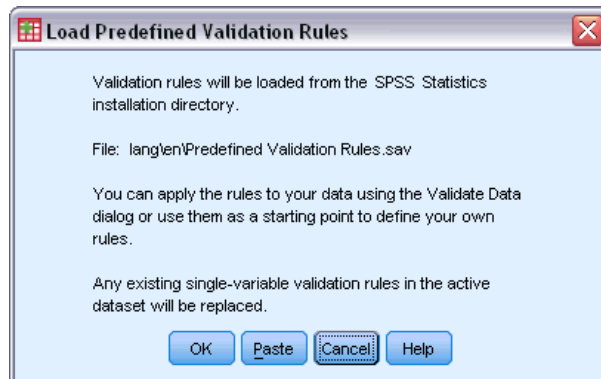 Load Predefined Validation Rules
Validation rules will be loaded from the SPSS Statistics
installation directory.
File: lang\en\Predefined Validation Rules.sav
You can apply the rules to your data using the Validate Data
dialog or use them as a starting point to define your own
rules.
Any existing single-variable validation rules in the active
dataset will be replaced.
OK Paste Cancel Help